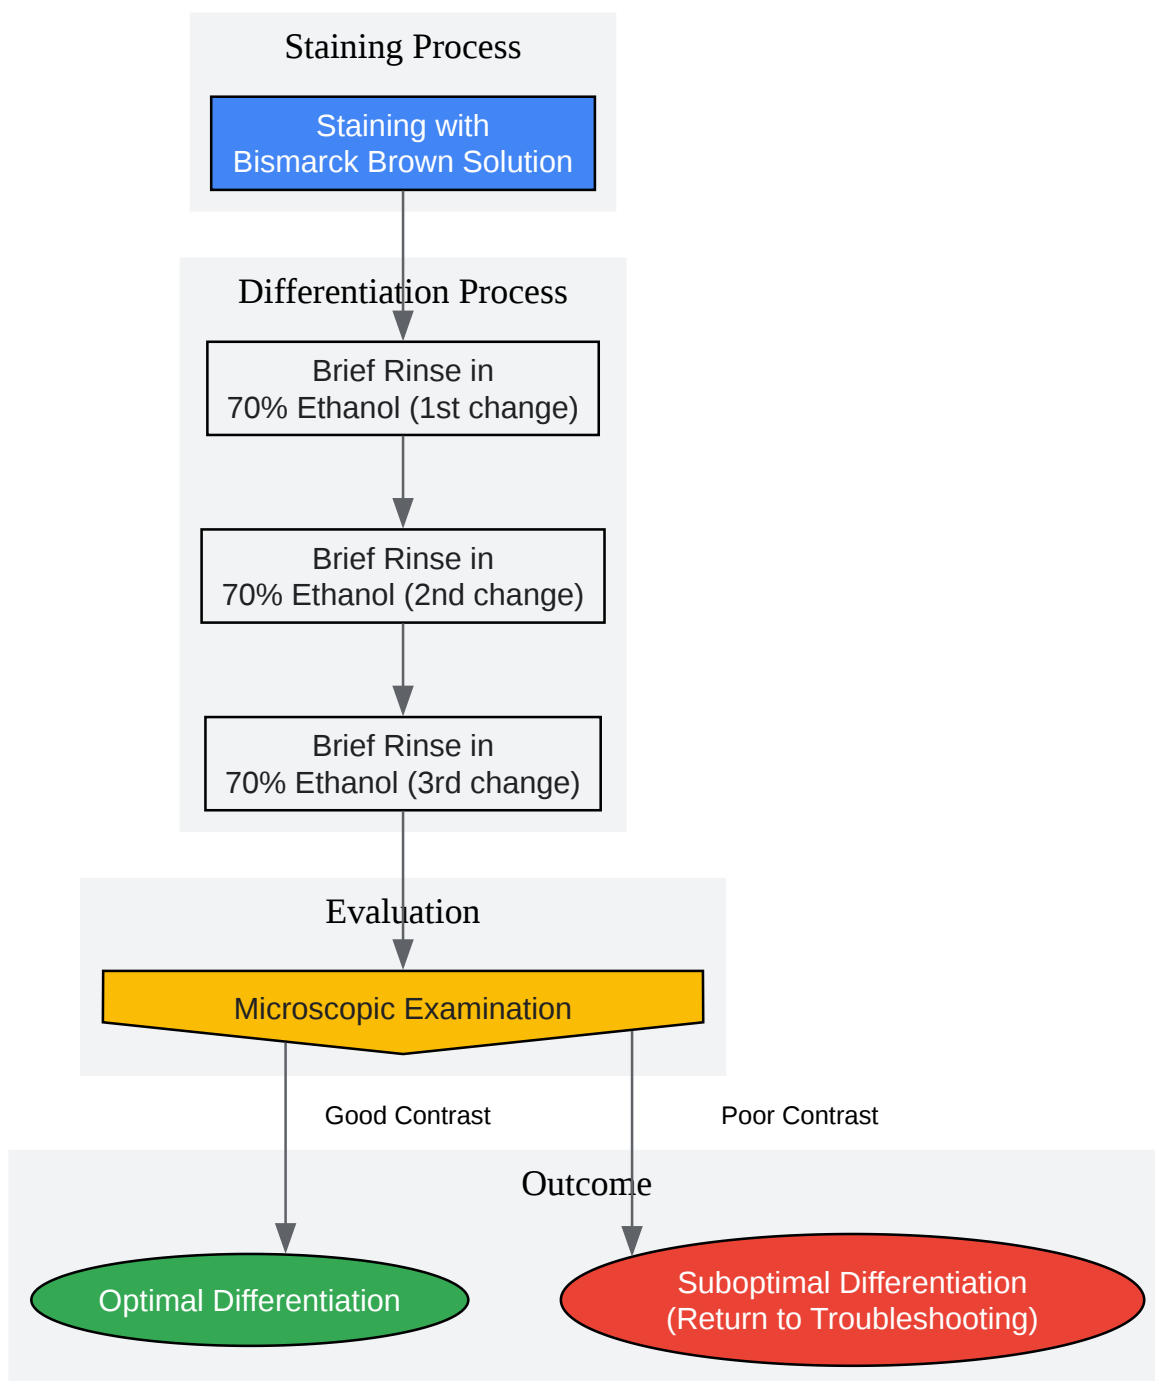 Staining Process
Staining with
Bismarck Brown Solution
Differentiation Process
Brief Rinse in
70% Ethanol (1st change)
Brief Rinse in
70% Ethanol (2nd change)
Brief Rinse in
70% Ethanol (3rd change)
Evaluation
Microscopic Examination
Good Contrast
Poor Contrast
Outcome
Optimal Differentiation
Suboptimal Differentiation
(Return to Troubleshooting)